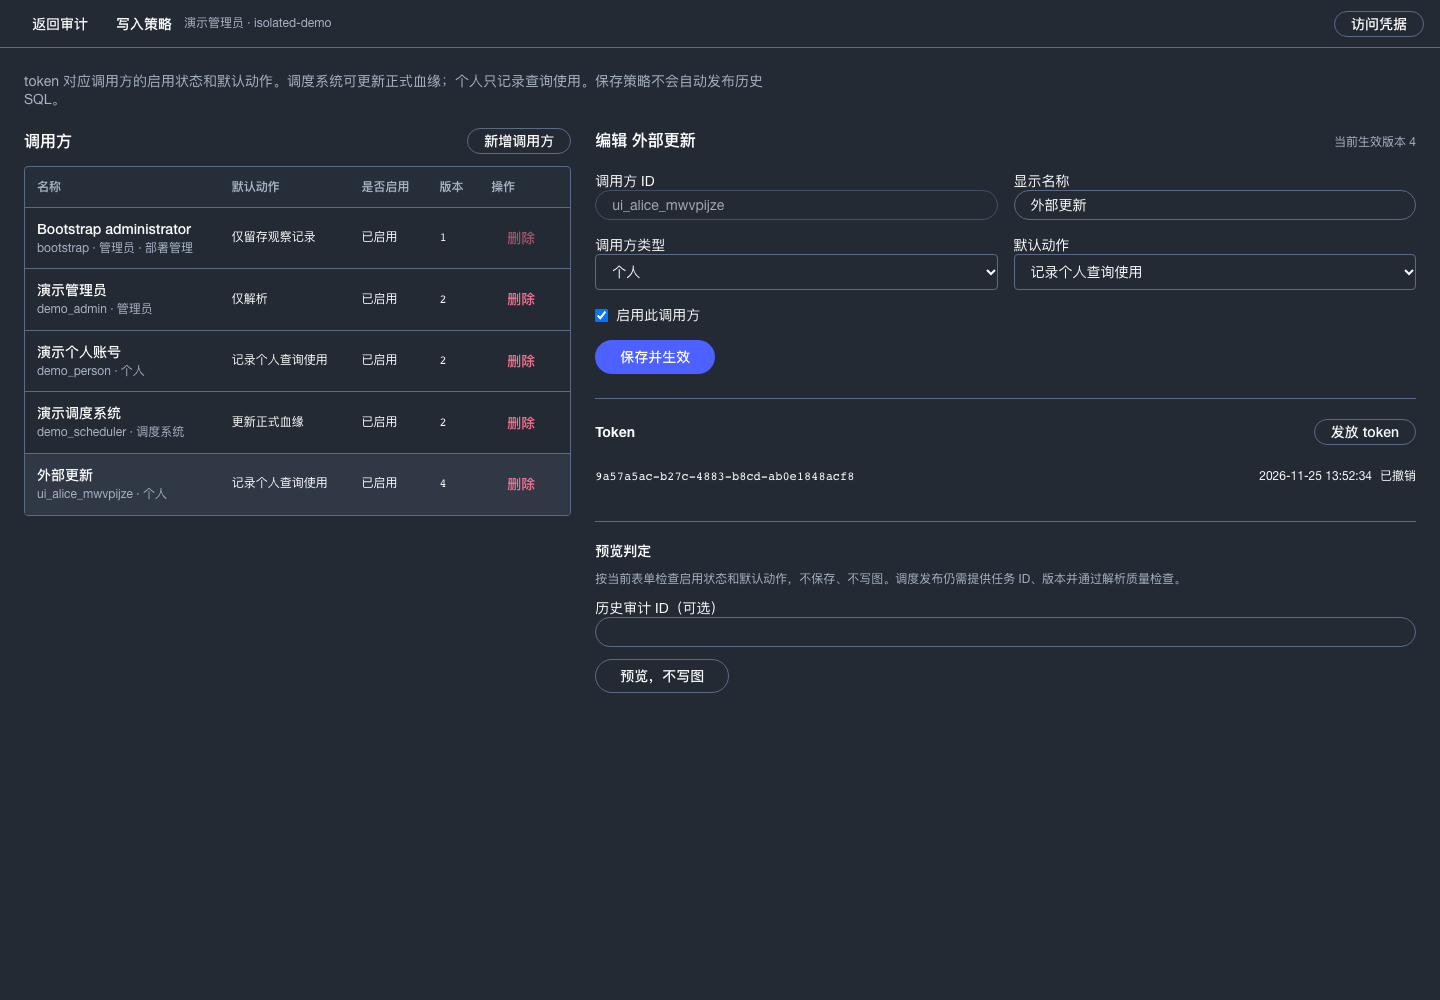 返回审计
写入策略
演示管理员 · isolated-demo
访问凭据
token 对应调用方的启用状态和默认动作。调度系统可更新正式血缘；个人只记录查询使用。保存策略不会自动发布历史
SQL。
调用方
新增调用方
名称 默认动作 是否启用 版本 操作
Bootstrap administrator
bootstrap · 管理员 · 部署管理
仅留存观察记录 已启用 1 删除
演示管理员
demo_admin · 管理员
仅解析 已启用 2 删除
演示个人账号
demo_person · 个人
记录个人查询使用 已启用 2 删除
演示调度系统
demo_scheduler · 调度系统
更新正式血缘 已启用 2 删除
外部更新
ui_alice_mwvpijze · 个人
记录个人查询使用 已启用 4 删除
编辑 外部更新
当前生效版本 4
调用方 ID
ui_alice_mwvpijze
显示名称
外部更新
调用方类型
个人
默认动作
记录个人查询使用
启用此调用方
保存并生效
Token
发放 token
9a57a5ac-b27c-4883-b8cd-ab0e1848acf8
2026-11-25 13:52:34 已撤销
预览判定
按当前表单检查启用状态和默认动作，不保存、不写图。调度发布仍需提供任务 ID、版本并通过解析质量检查。
历史审计 ID（可选）
预览，不写图